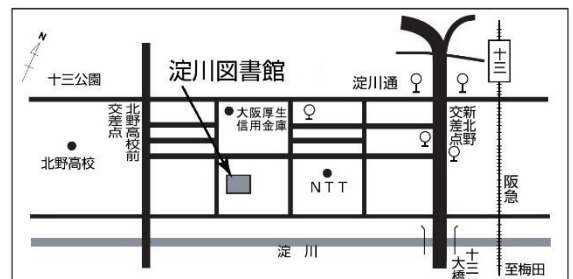 N
十三公園
淀川図書館
淀川通
十三
北野高校前
交差点
大阪厚生
信用金庫
新北野
交差点
北野高校
NTT
阪急
淀川
十三
大橋
至梅田